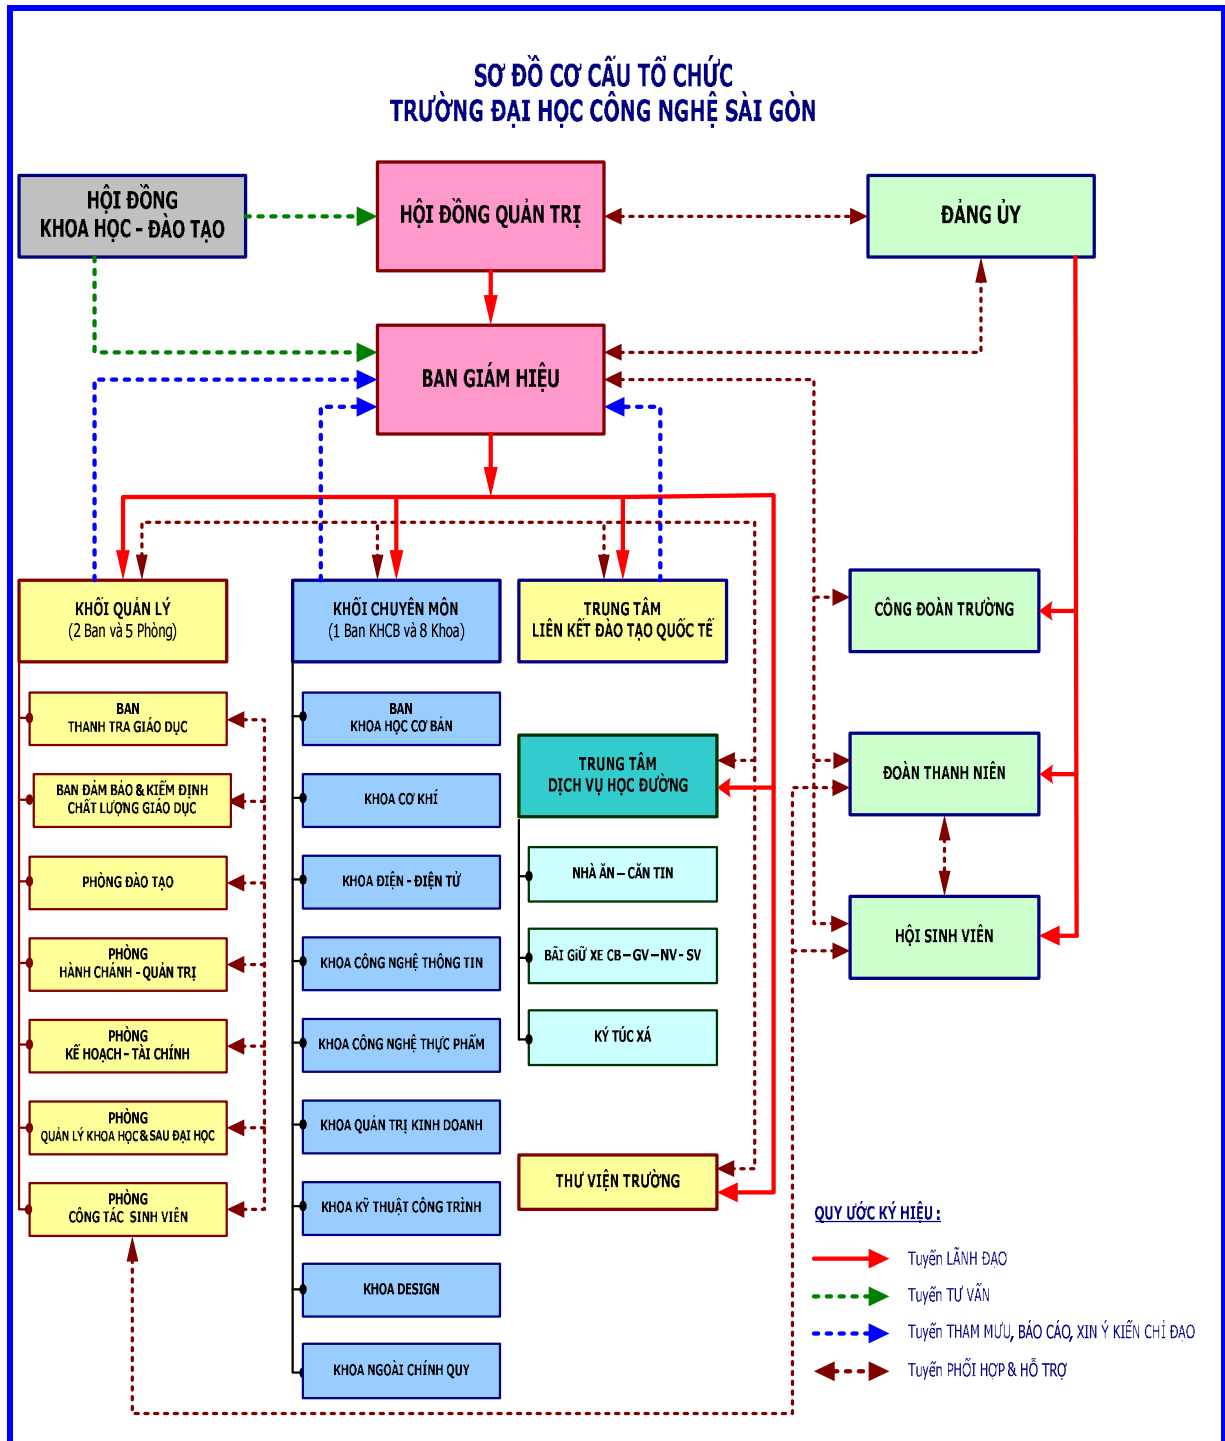 SƠ ĐỒ CƠ CẤU TỔ CHỨC
TRƯỜNG ĐẠI HỌC CÔNG NGHỆ SÀI GÒN
HỘI ĐỒNG
KHOA HỌC - ĐÀO TẠO
HỘI ĐỒNG QUẢN TRỊ
ĐẢNG ỦY
BAN GIÁM HIỆU
KHỐI QUẢN LÝ
(2 Ban và 5 Phòng)
KHỐI CHUYÊN MÔN
(1 Ban KHCB và 8 Khoa)
TRUNG TÂM
LIÊN KẾT ĐÀO TẠO QUỐC TẾ
CÔNG ĐOÀN TRƯỜNG
BAN
THANH TRA GIÁO DỤC
BAN ĐẢM BẢO & KIỂM ĐỊNH
CHẤT LƯỢNG GIÁO DỤC
PHÒNG ĐÀO TẠO
PHÒNG
HÀNH CHÁNH - QUẢN TRỊ
PHÒNG
KẾ HOẠCH - TÀI CHÍNH
PHÒNG
QUẢN LÝ KHOA HỌC & SAU ĐẠI HỌC
PHÒNG
CÔNG TÁC SINH VIÊN
BAN
KHOA HỌC CƠ BẢN
KHOA CƠ KHÍ
KHOA ĐIỆN - ĐIỆN TỬ
KHOA CÔNG NGHỆ THÔNG TIN
KHOA CÔNG NGHỆ THỰC PHẨM
KHOA QUẢN TRỊ KINH DOANH
KHOA KỸ THUẬT CÔNG TRÌNH
KHOA DESIGN
KHOA NGOÀI CHÍNH QUY
TRUNG TÂM
DỊCH VỤ HỌC ĐƯỜNG
NHÀ ĂN – CĂN TIN
BÃI GIỮ XE CB – GV – NV - SV
KÝ TÚC XÁ
THƯ VIỆN TRƯỜNG
ĐOÀN THANH NIÊN
HỘI SINH VIÊN
QUY ƯỚC KÝ HIỆU :
Tuyến LÃNH ĐẠO
Tuyến TƯ VẤN
Tuyến THAM MƯU, BÁO CÁO, XIN Ý KIẾN CHỈ ĐẠO
Tuyến PHỐI HỢP & HỖ TRỢ